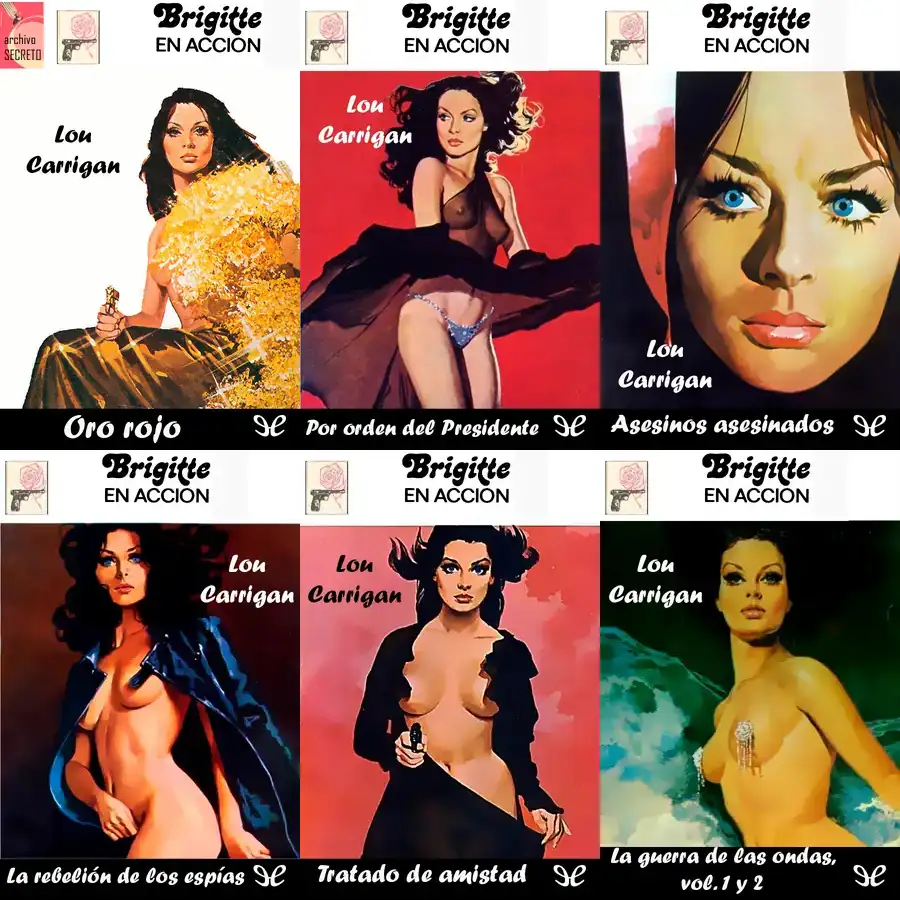 archivo
SECRETO
Brigitte
EN ACCION
Lou
Carrigan
Oro rojo
Brigitte
EN ACCION
Lou
Carrigan
Por orden del Presidente
Brigitte
EN ACCION
Lou
Carrigan
Asesinos asesinados
Brigitte
EN ACCION
Lou
Carrigan
La rebelión de los espías
Brigitte
EN ACCION
Lou
Carrigan
Tratado de amistad
Brigitte
EN ACCION
Lou
Carrigan
La guerra de las ondas,
vol. 1 y 2